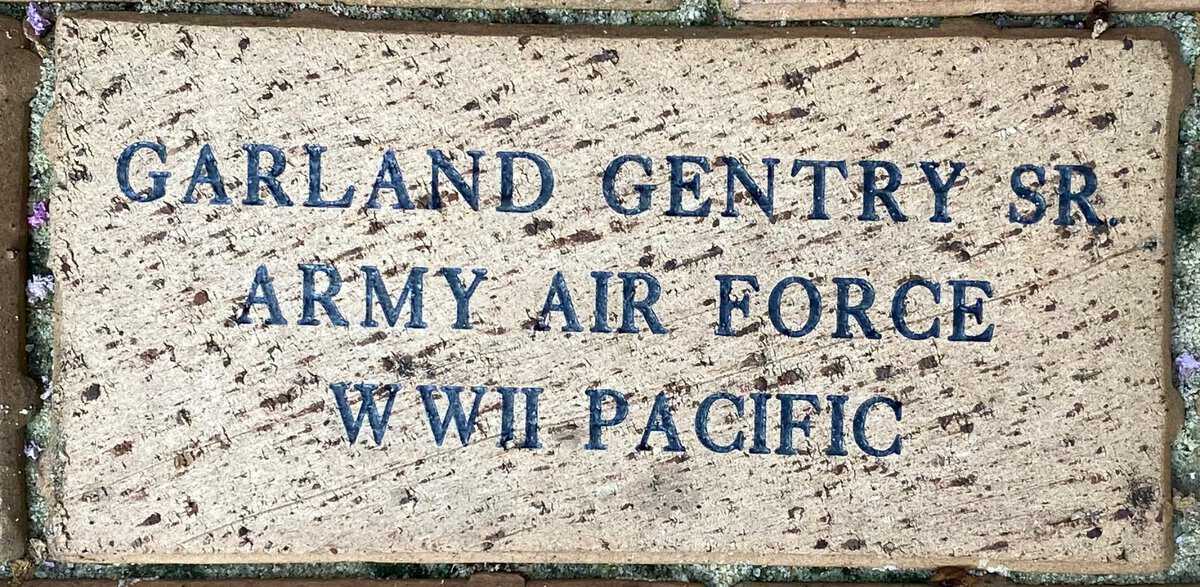 GARLAND GENTRY SR.
ARMY AIR FORCE
WWII PACIFIC